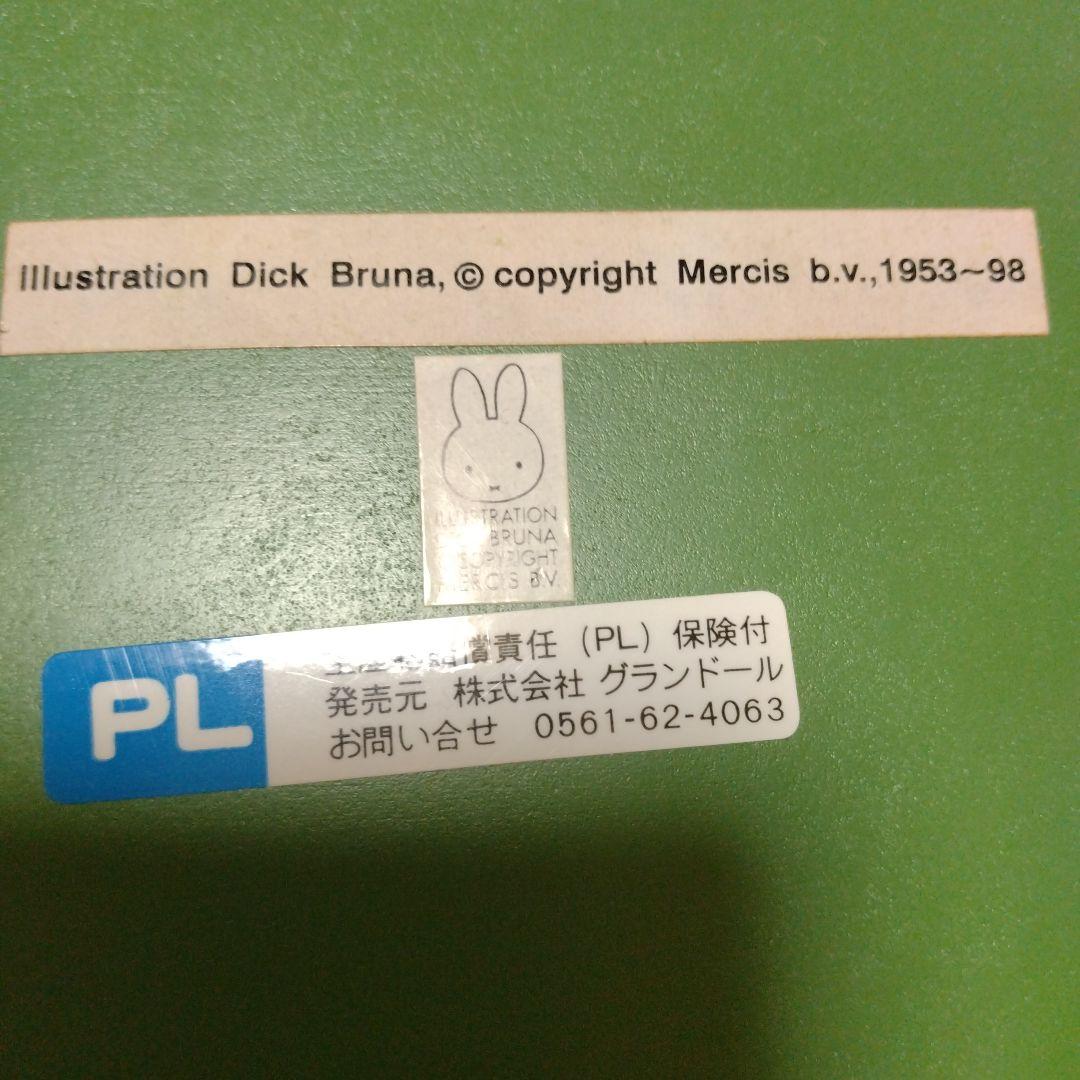 Illustration Dick Bruna, © copyright Mercis b.v.,1953~98
ILLUSTRATION
BRUNA
COPYRIGHT
MERCIS B.V.
PL
賠償責任 (PL) 保険付
発売元 株式会社 グランドール
お問い合せ 0561-62-4063